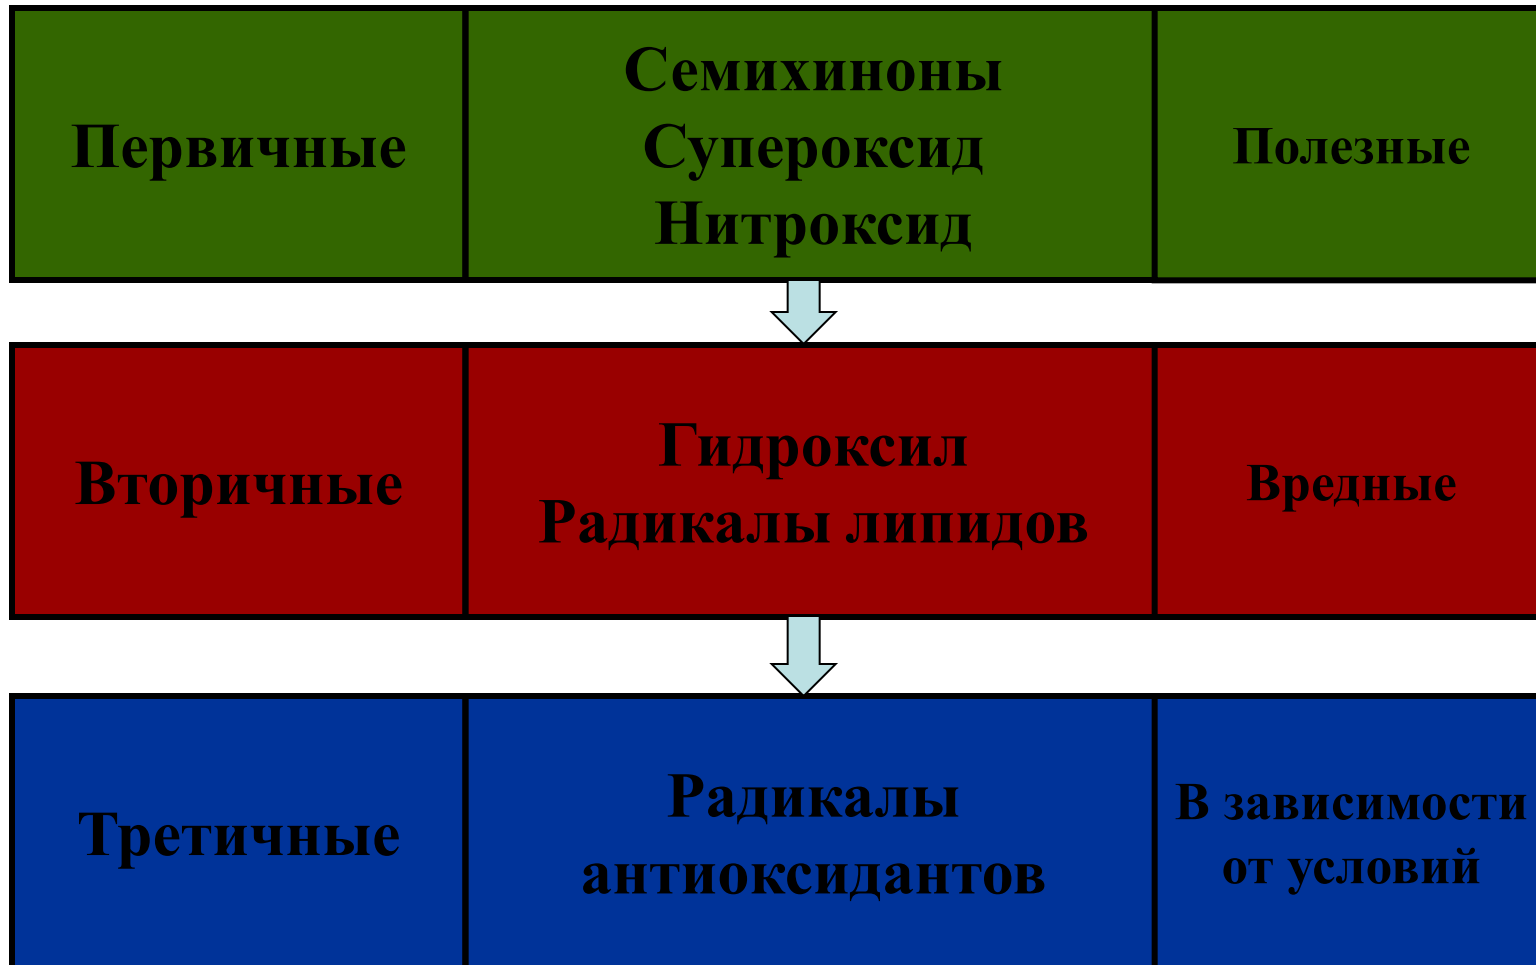 Первичные
Семихиноны
Супероксид
Нитроксид
Полезные
Вторичные
Гидроксил
Радикалы липидов
Вредные
Третичные
Радикалы
антиоксидантов
В зависимости
от условий